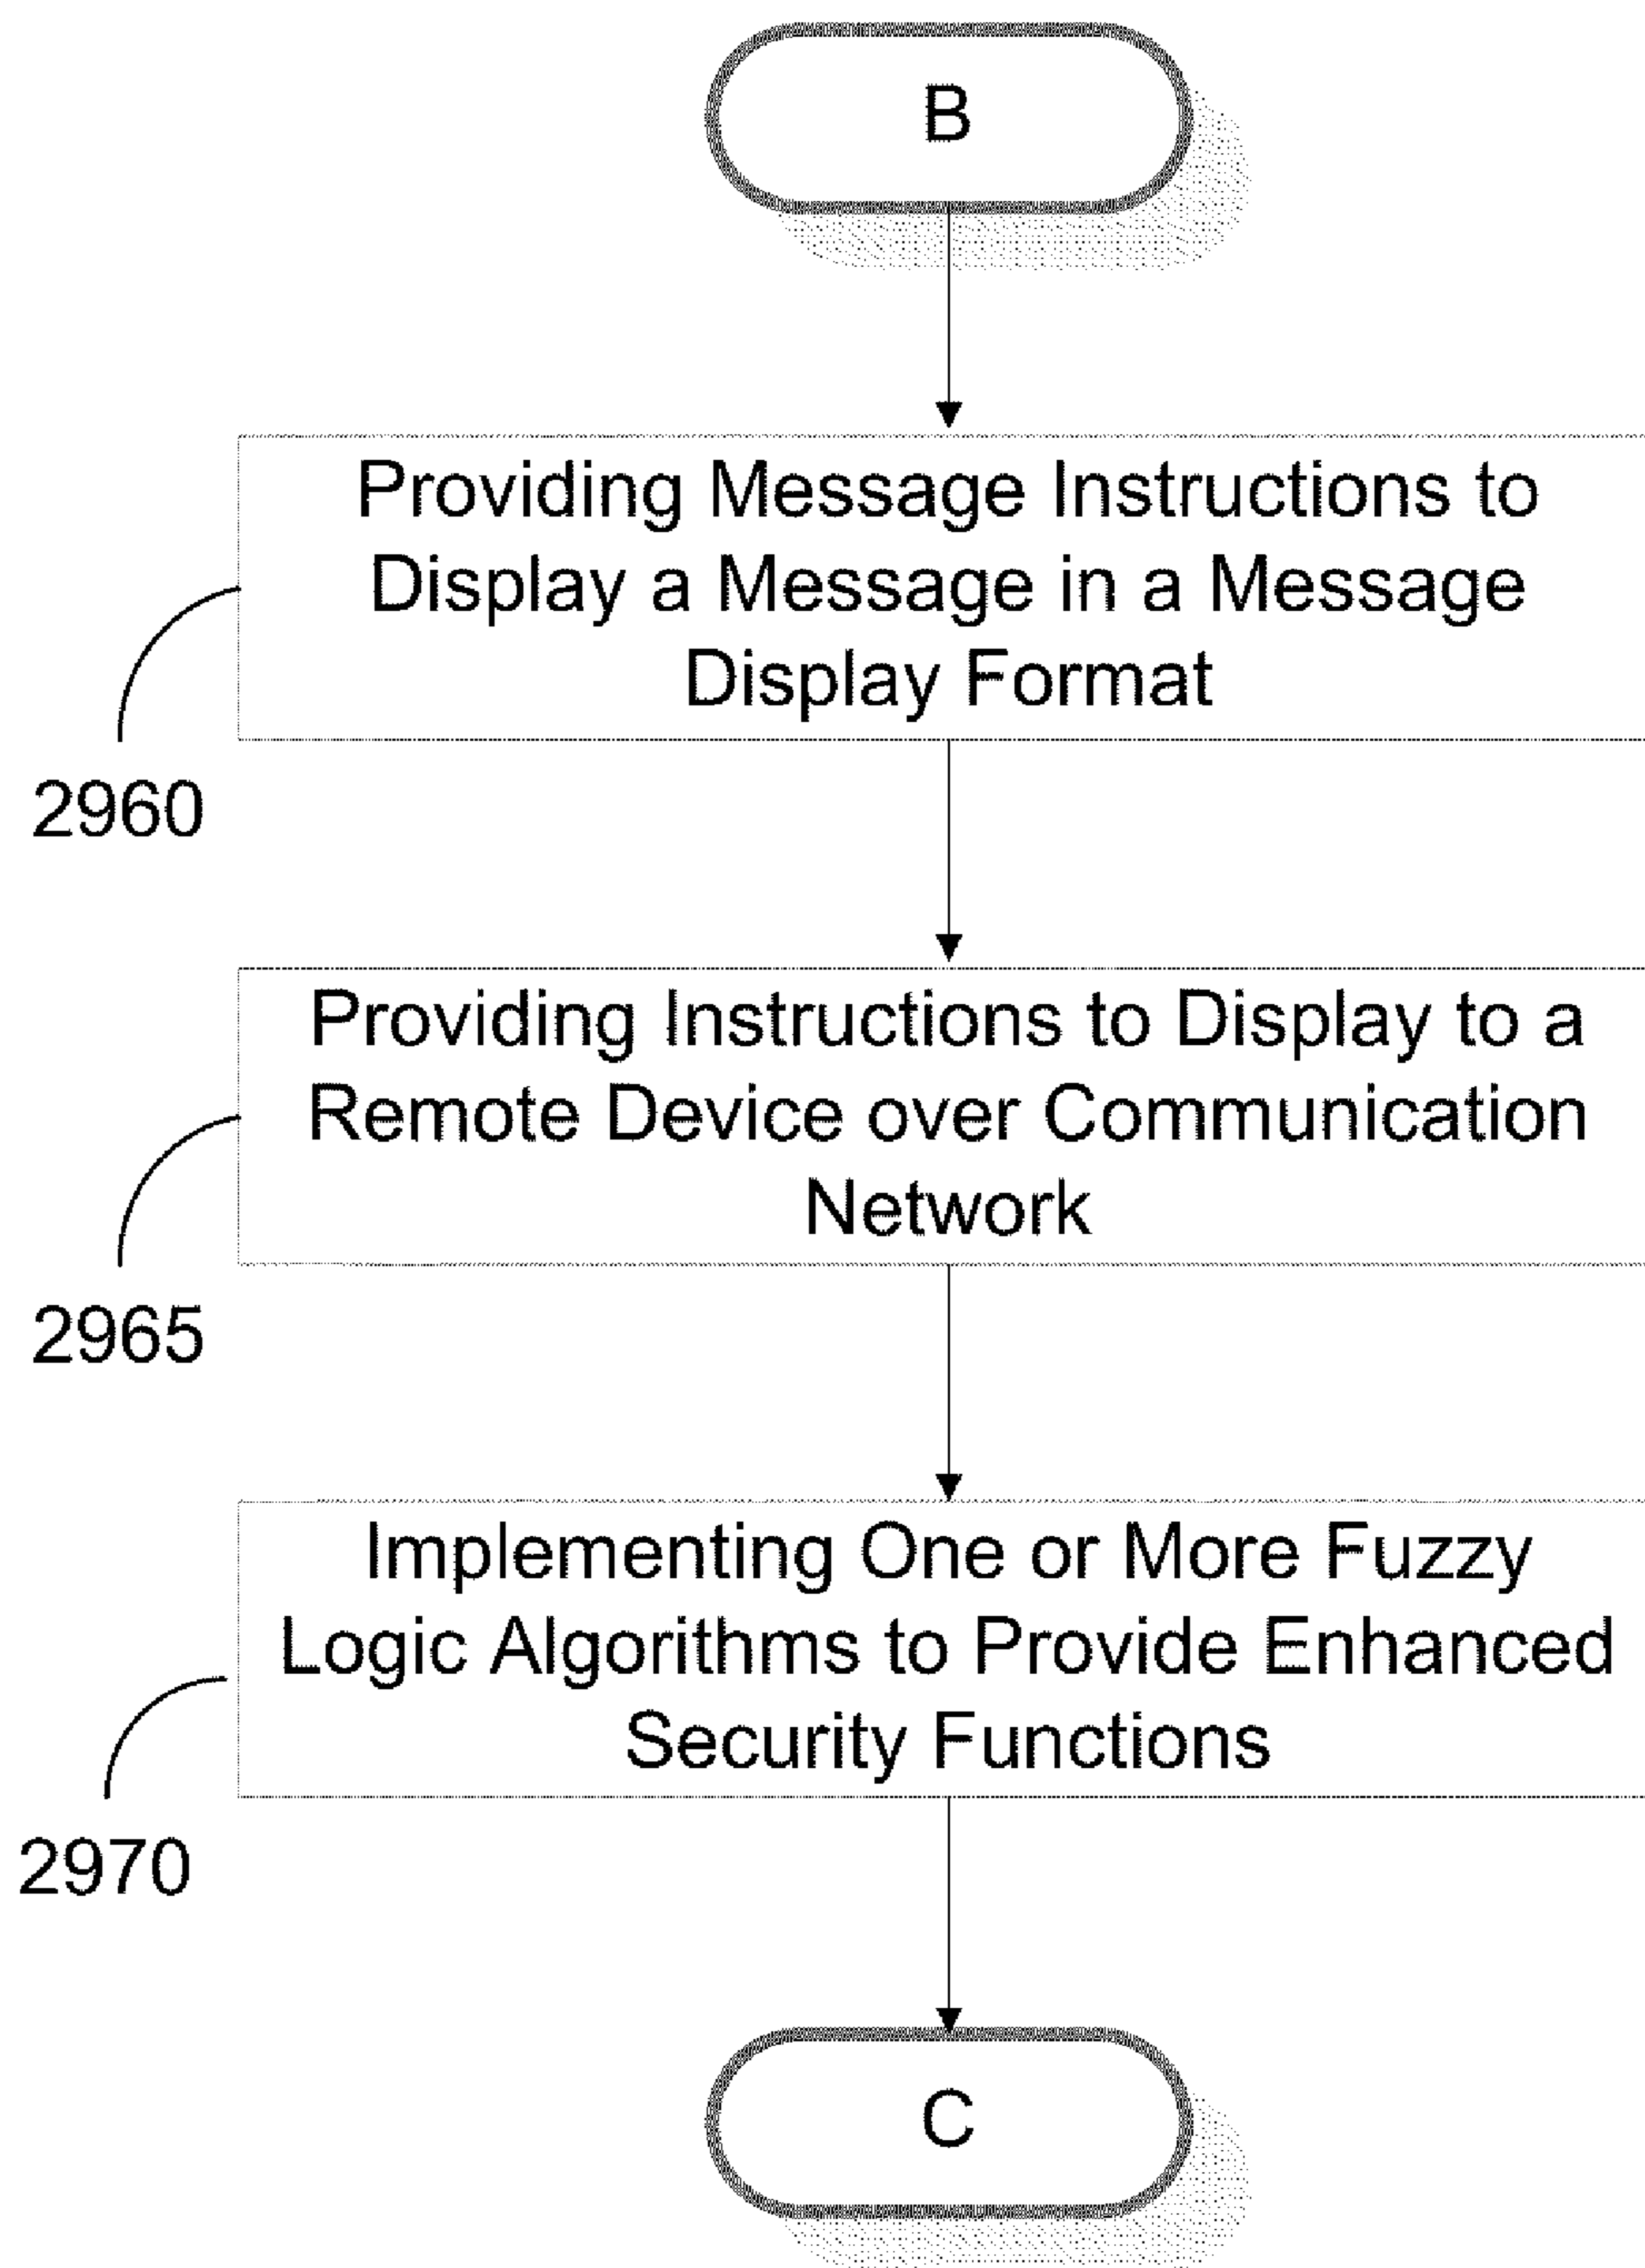 B
Providing Message Instructions to
Display a Message in a Message
Display Format
2960
Providing Instructions to Display to a
Remote Device over Communication
Network
2965
Implementing One or More Fuzzy
Logic Algorithms to Provide Enhanced
Security Functions
2970
C